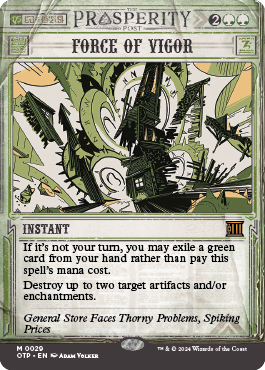 THE
PROSPERITY
POST
2
FORCE OF VIGOR
INSTANT
If it's not your turn, you may exile a green
card from your hand rather than pay this
spell's mana cost.
Destroy up to two target artifacts and/or
enchantments.
General Store Faces Thorny Problems, Spiking
Prices
M 0029
OTP • EN ADAM VOLKER
™ & © 2024 Wizards of the Coast